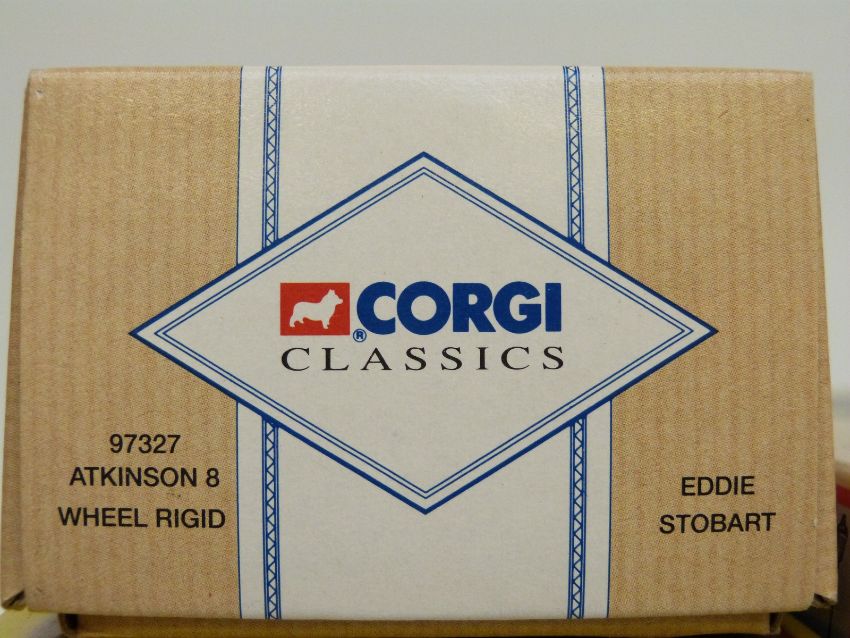 ® CORGI
CLASSICS
97327
ATKINSON 8
WHEEL RIGID
EDDIE
STOBART